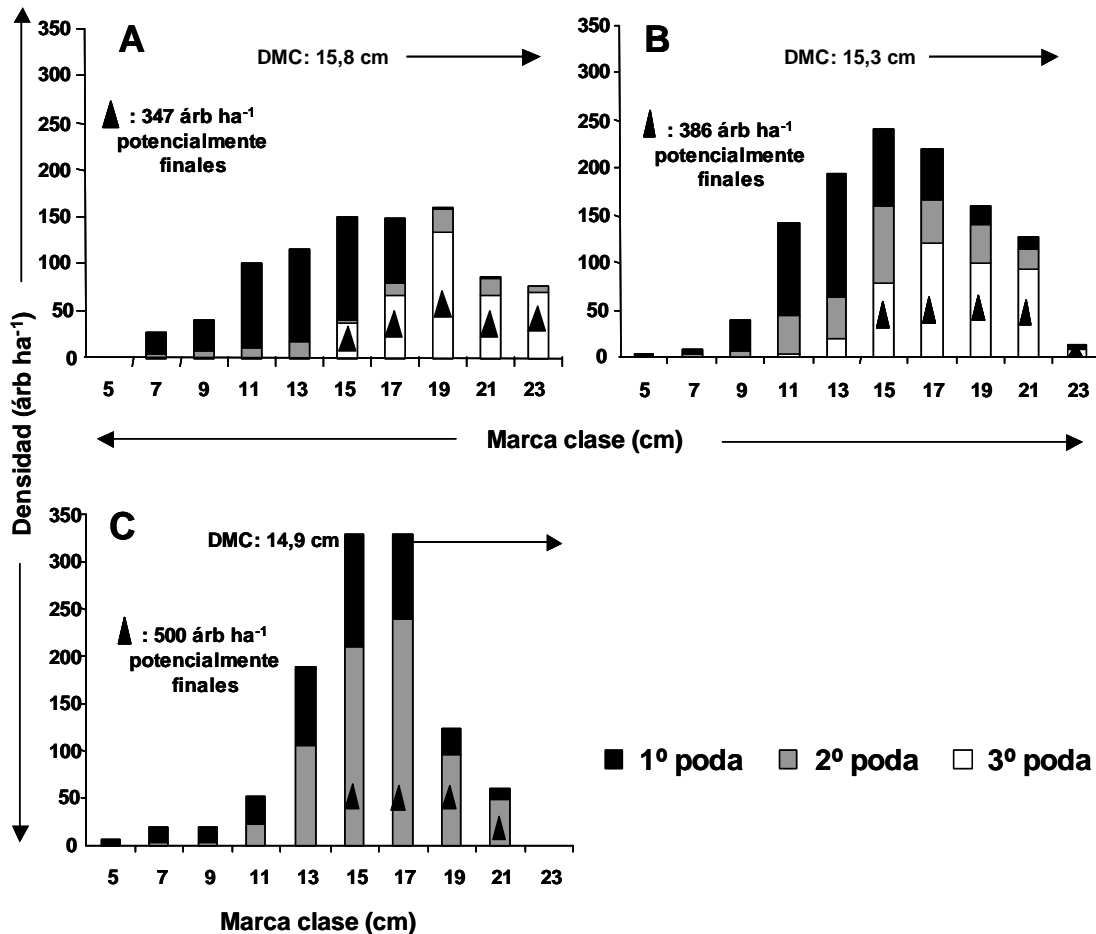 A
DMC: 15,8 cm
: 347 árb ha⁻¹
potencialmente
finales
350
300
250
200
150
100
50
0
5 7 9 11 13 15 17 19 21 23
B
DMC: 15,3 cm
: 386 árb ha⁻¹
potencialmente
finales
350
300
250
200
150
100
50
0
5 7 9 11 13 15 17 19 21 23
Marca clase (cm)
Densidad (árb ha⁻¹)
C
DMC: 14,9 cm
: 500 árb ha⁻¹
potencialmente
finales
350
300
250
200
150
100
50
0
5 7 9 11 13 15 17 19 21 23
Marca clase (cm)
1º poda 2º poda 3º poda